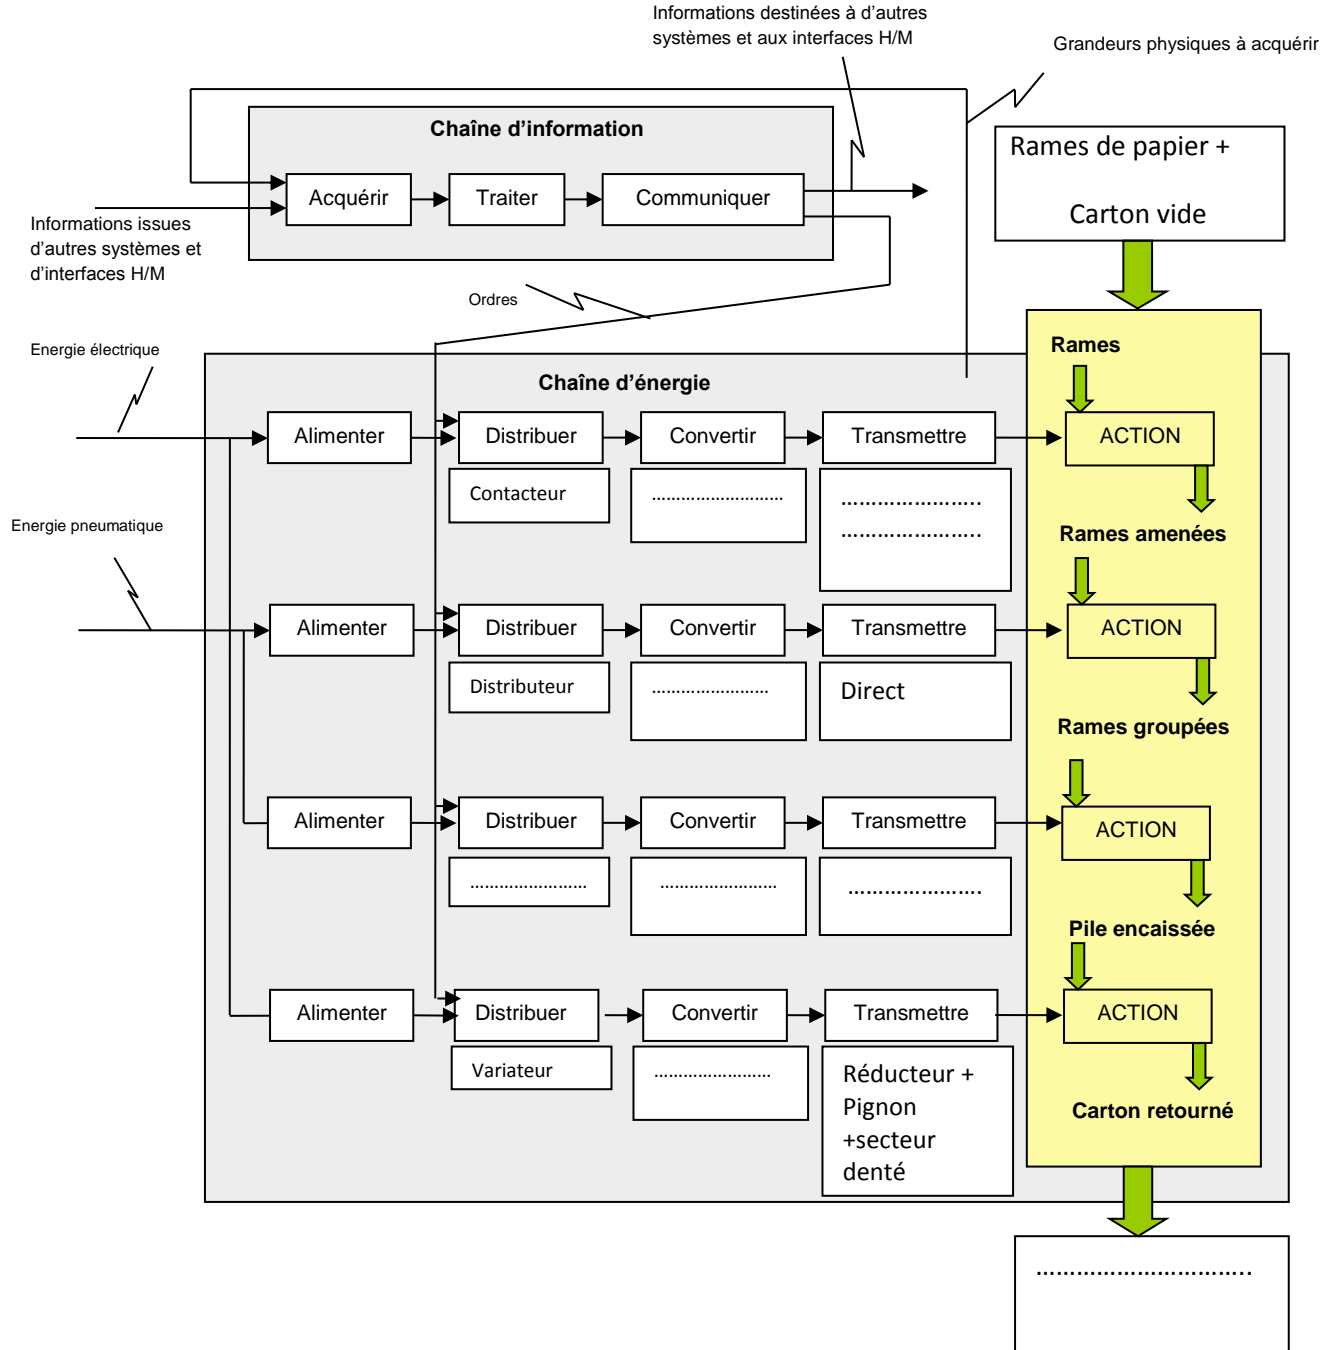 Informations destinées à d'autres
systèmes et aux interfaces H/M
Grandeurs physiques à acquérir
Chaîne d'information
Rames de papier +
Carton vide
Acquérir
Traiter
Communiquer
Informations issues
d'autres systèmes et
d'interfaces H/M
Ordres
Energie électrique
Chaîne d'énergie
Rames
Alimenter
Distribuer
Convertir
Transmettre
ACTION
Contacteur
...........................
........................
........................
Energie pneumatique
Rames amenées
Alimenter
Distribuer
Convertir
Transmettre
ACTION
Distributeur
........................
Direct
Rames groupées
Alimenter
Distribuer
Convertir
Transmettre
ACTION
........................
........................
.......................
Pile encaissée
Alimenter
Distribuer
Convertir
Transmettre
ACTION
Variateur
........................
Réducteur +
Pignon
+secteur
denté
Carton retourné
................................